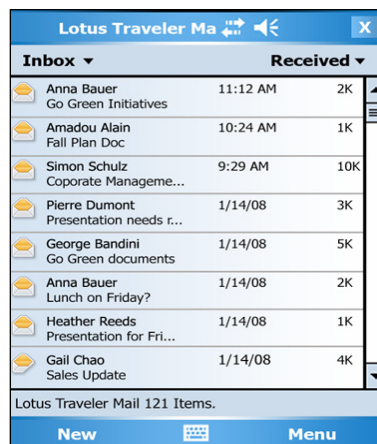 Lotus Traveler Ma
X
Inbox Received
Anna Bauer 11:12 AM 2K
Go Green Initiatives
Amadou Alain 10:24 AM 1K
Fall Plan Doc
Simon Schulz 9:29 AM 10K
Coporate Manageme...
Pierre Dumont 1/14/08 3K
Presentation needs r...
George Bandini 1/14/08 5K
Go Green documents
Anna Bauer 1/14/08 2K
Lunch on Friday?
Heather Reeds 1/14/08 1K
Presentation for Fri...
Gail Chao 1/14/08 4K
Sales Update
Lotus Traveler Mail 121 Items.
New Menu